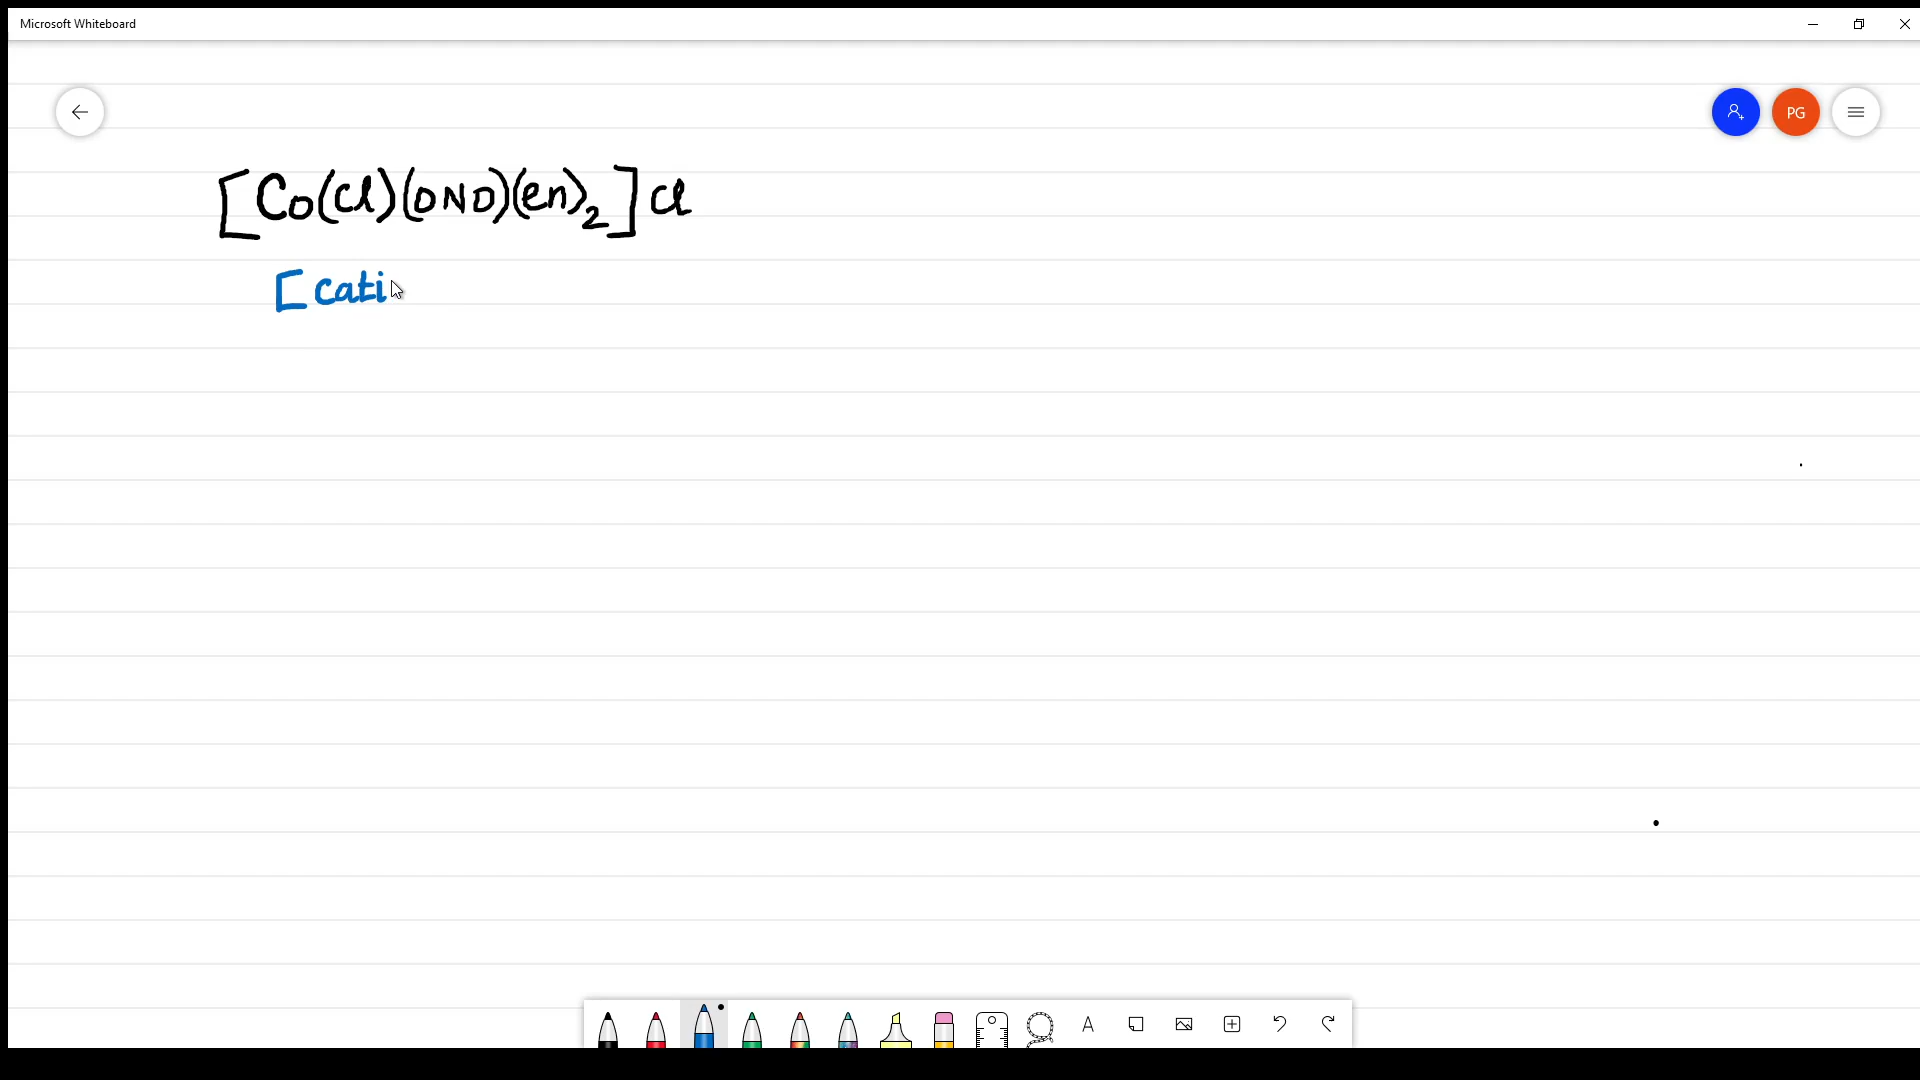 Microsoft Whiteboard
PG
[Co(Cl)(ONO)(en)₂]Cl
[cati
A